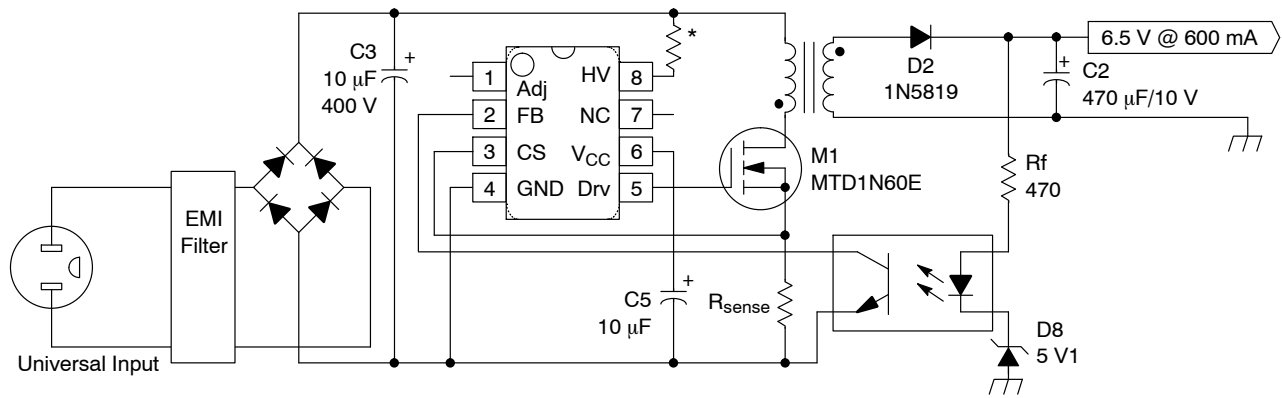 C3
10 μF
400 V
+
*
1
Adj
HV
8
2
FB
NC
7
3
CS
VCC
6
4
GND
Drv
5
M1
MTD1N60E
D2
1N5819
6.5 V @ 600 mA
+
C2
470 μF/10 V
Rf
470
EMI
Filter
Universal Input
C5
10 μF
+
Rsense
D8
5 V1